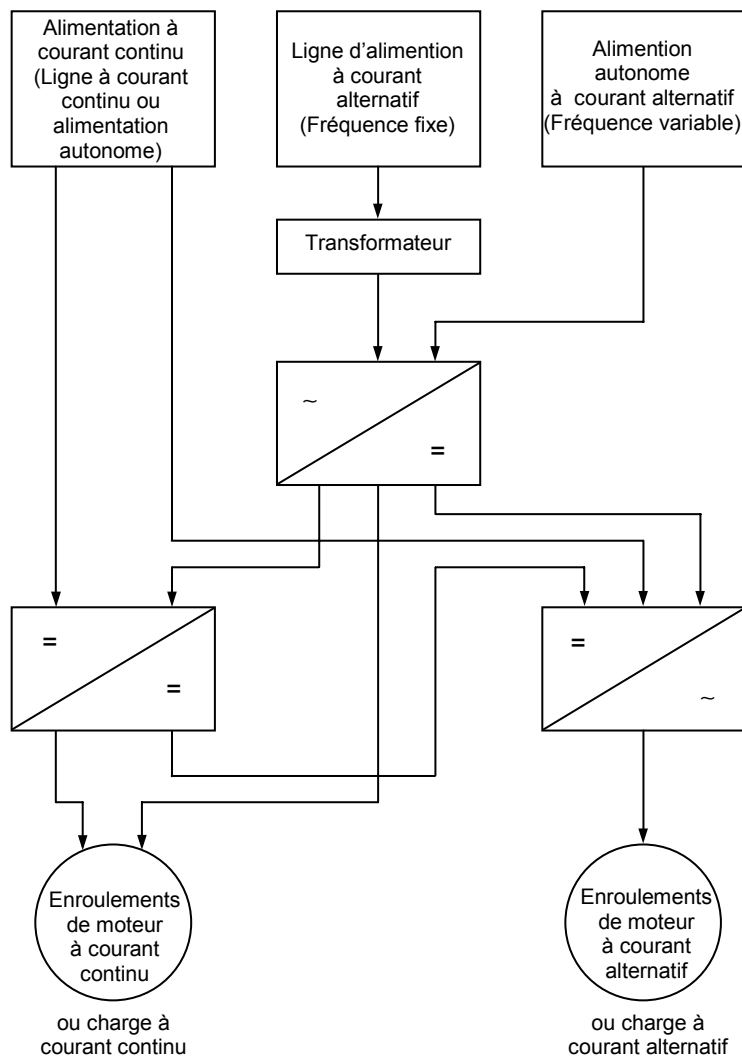 Alimentation à
courant continu
(Ligne à courant
continu ou
alimentation
autonome)
Ligne d'alimention
à courant
alternatif
(Fréquence fixe)
Alimention
autonome
à courant alternatif
(Fréquence variable)
Transformateur
~
=
=
=
=
~
Enroulements
de moteur
à courant
continu
ou charge à
courant continu
Enroulements
de moteur
à courant
alternatif
ou charge à
courant alternatif